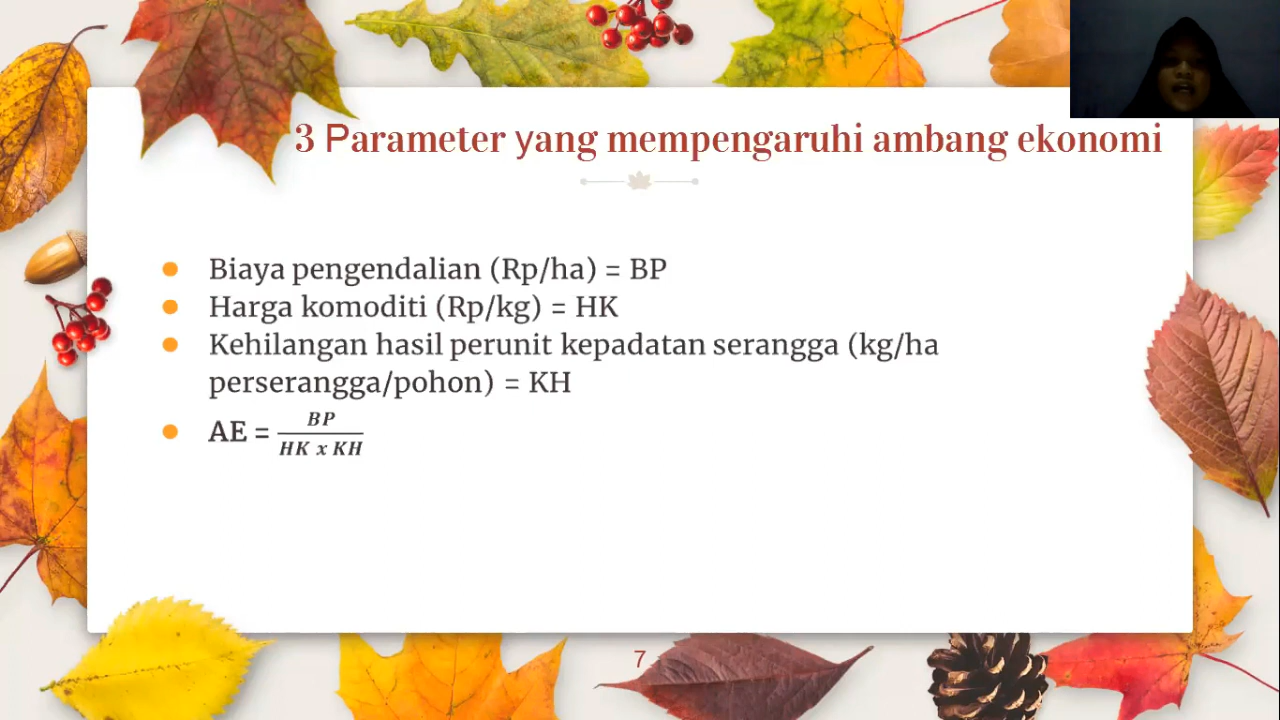 3 Parameter yang mempengaruhi ambang ekonomi
Biaya pengendalian (Rp/ha) = BP
Harga komoditi (Rp/kg) = HK
Kehilangan hasil perunit kepadatan serangga (kg/ha
perserangga/pohon) = KH
AE = BP / HK x KH
7